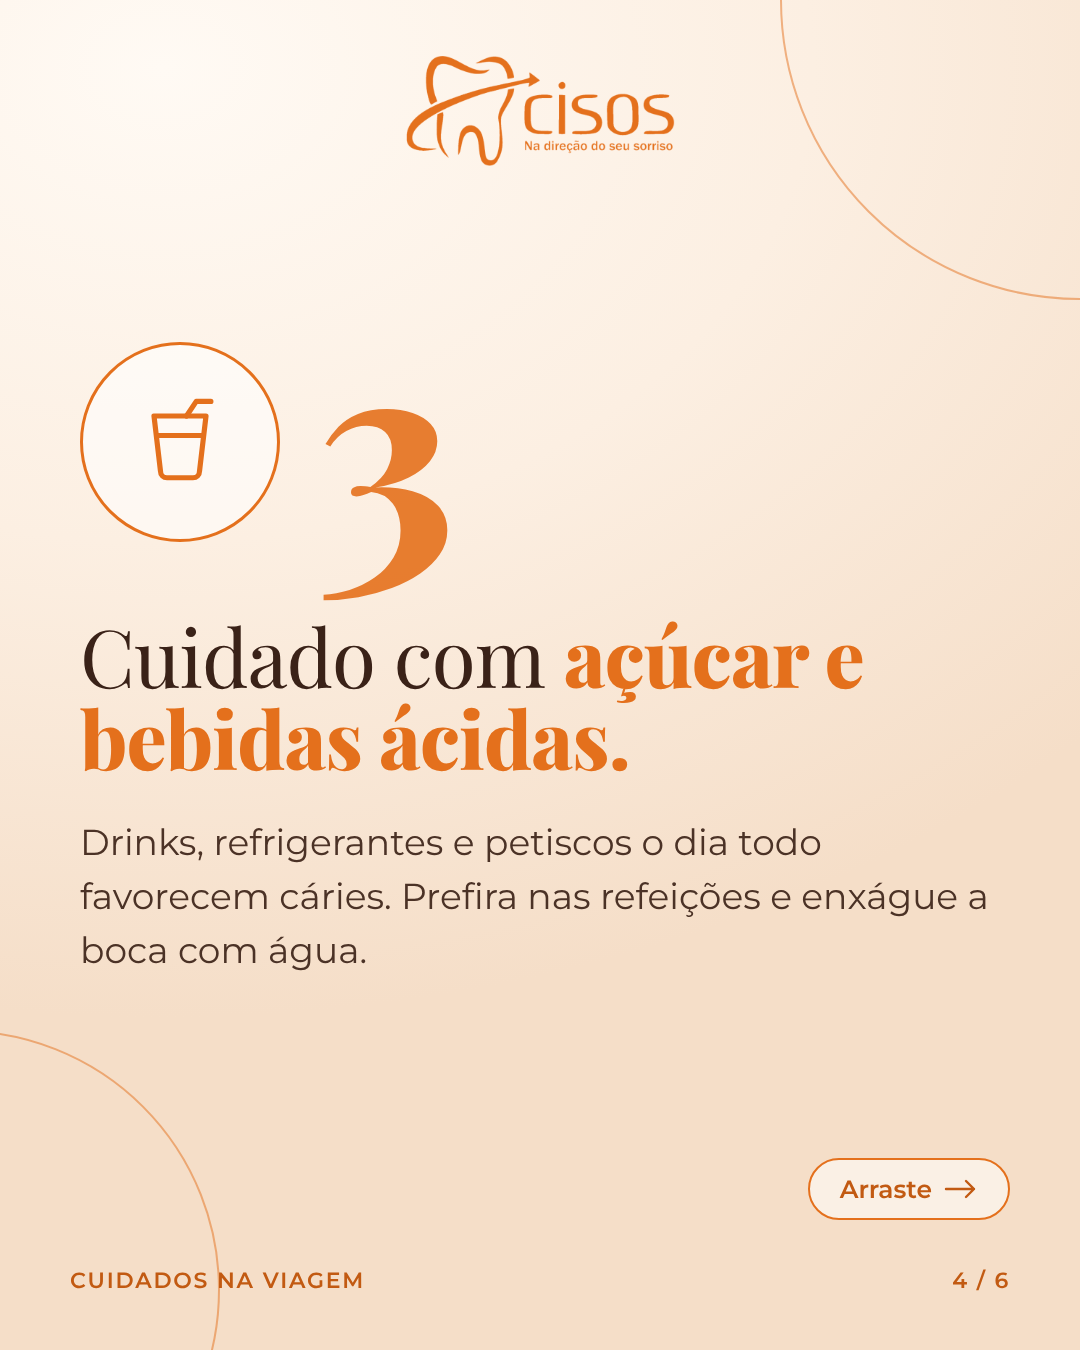 cisos
Na direção do seu sorriso
3
Cuidado com açúcar e
bebidas ácidas.
Drinks, refrigerantes e petiscos o dia todo
favorecem cáries. Prefira nas refeições e enxágue a
boca com água.
Arraste →
CUIDADOS NA VIAGEM
4 / 6